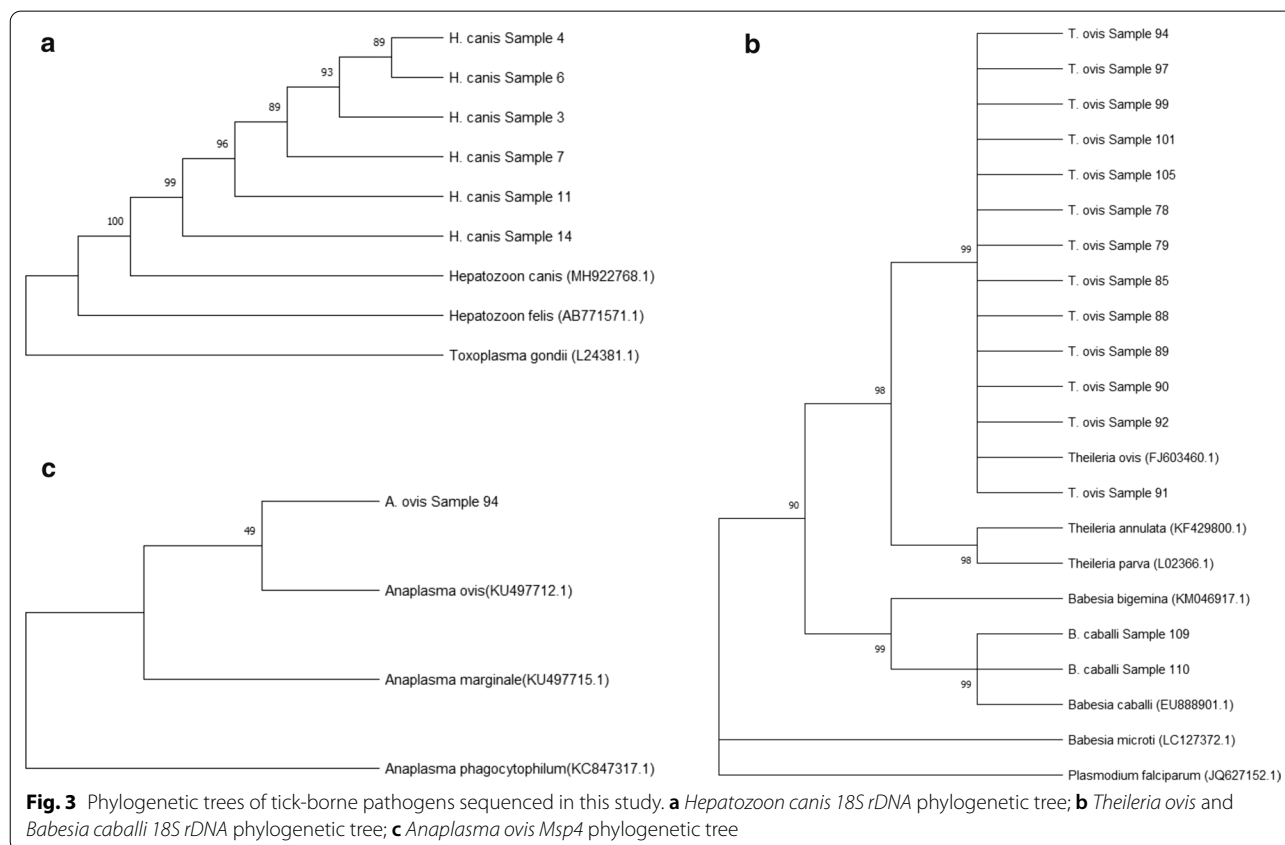 a
89
H. canis Sample 4
93
H. canis Sample 6
89
H. canis Sample 3
96
H. canis Sample 7
99
H. canis Sample 11
100
H. canis Sample 14
Hepatozoon canis (MH922768.1)
Hepatozoon felis (AB771571.1)
Toxoplasma gondii (L24381.1)
b
T. ovis Sample 94
T. ovis Sample 97
T. ovis Sample 99
T. ovis Sample 101
T. ovis Sample 105
T. ovis Sample 78
99
T. ovis Sample 79
T. ovis Sample 85
T. ovis Sample 88
T. ovis Sample 89
98
T. ovis Sample 90
T. ovis Sample 92
Theileria ovis (FJ603460.1)
90
T. ovis Sample 91
Theileria annulata (KF429800.1)
98
Theileria parva (L02366.1)
Babesia bigemina (KM046917.1)
99
B. caballi Sample 109
B. caballi Sample 110
99
Babesia caballi (EU888901.1)
Babesia microti (LC127372.1)
Plasmodium falciparum (JQ627152.1)
c
A. ovis Sample 94
49
Anaplasma ovis(KU497712.1)
Anaplasma marginale(KU497715.1)
Anaplasma phagocytophilum(KC847317.1)
Fig. 3 Phylogenetic trees of tick-borne pathogens sequenced in this study. a Hepatozoon canis 18S rDNA phylogenetic tree; b Theileria ovis and
Babesia caballi 18S rDNA phylogenetic tree; c Anaplasma ovis Msp4 phylogenetic tree